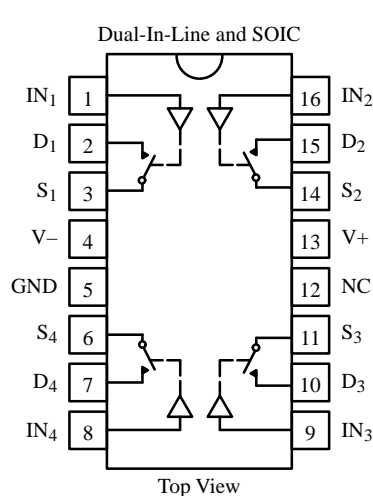 Dual-In-Line and SOIC
IN1 1 16 IN2
D1 2 15 D2
S1 3 14 S2
V– 4 13 V+
GND 5 12 NC
S4 6 11 S3
D4 7 10 D3
IN4 8 9 IN3
Top View